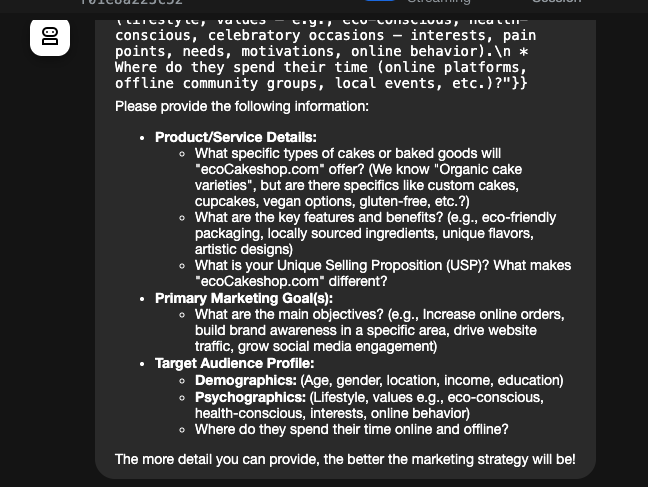 Streaming
Session
(lifestyle, values — e.g., eco-conscious, health-
conscious, celebratory occasions — interests, pain
points, needs, motivations, online behavior).\n *
Where do they spend their time (online platforms,
offline community groups, local events, etc.)?"}}
Please provide the following information:
• Product/Service Details:
◦ What specific types of cakes or baked goods will
"ecoCakeshop.com" offer? (We know "Organic cake
varieties", but are there specifics like custom cakes,
cupcakes, vegan options, gluten-free, etc.?)
◦ What are the key features and benefits? (e.g., eco-friendly
packaging, locally sourced ingredients, unique flavors,
artistic designs)
◦ What is your Unique Selling Proposition (USP)? What makes
"ecoCakeshop.com" different?
• Primary Marketing Goal(s):
◦ What are the main objectives? (e.g., Increase online orders,
build brand awareness in a specific area, drive website
traffic, grow social media engagement)
• Target Audience Profile:
◦ Demographics: (Age, gender, location, income, education)
◦ Psychographics: (Lifestyle, values e.g., eco-conscious,
health-conscious, interests, online behavior)
◦ Where do they spend their time online and offline?
The more detail you can provide, the better the marketing strategy will be!